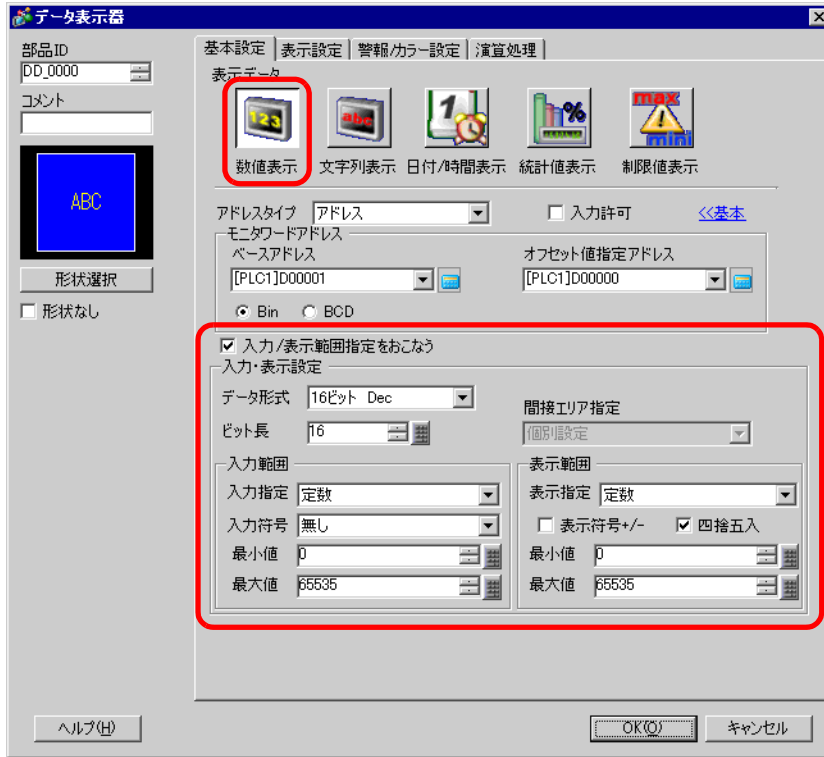 データ表示器
部品ID
DD_0000
コメント
ABC
形状選択
形状なし
基本設定 表示設定 警報/カラー設定 演算処理
表示データ
123 abc 1 % max mini
数値表示 文字列表示 日付/時間表示 統計値表示 制限値表示
アドレスタイプ アドレス 入力許可 <<基本
モニタワードアドレス
ベースアドレス オフセット値指定アドレス
[PLC1]D00001 [PLC1]D00000
Bin BCD
入力/表示範囲指定をおこなう
入力・表示設定
データ形式 16ビット Dec
間接エリア指定
ビット長 16 個別設定
入力範囲 表示範囲
入力指定 定数 表示指定 定数
入力符号 無し 表示符号+/- 四捨五入
最小値 0 最小値 0
最大値 65535 最大値 65535
ヘルプ(H) OK(O) キャンセル